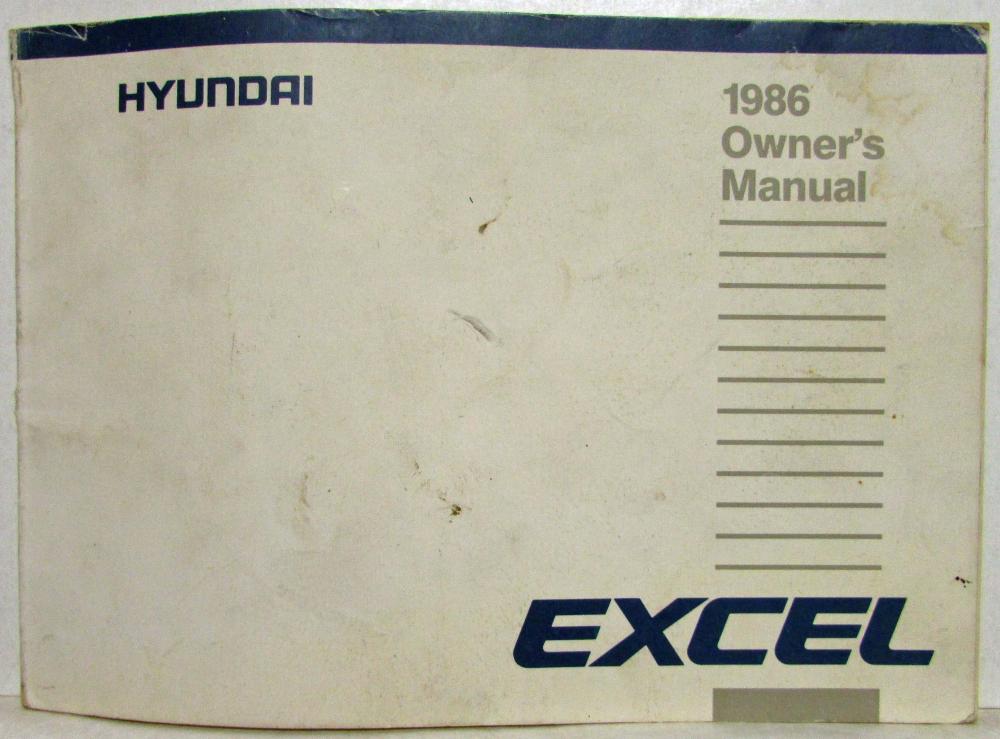 HYUNDAI
1986
Owner's
Manual
EXCEL